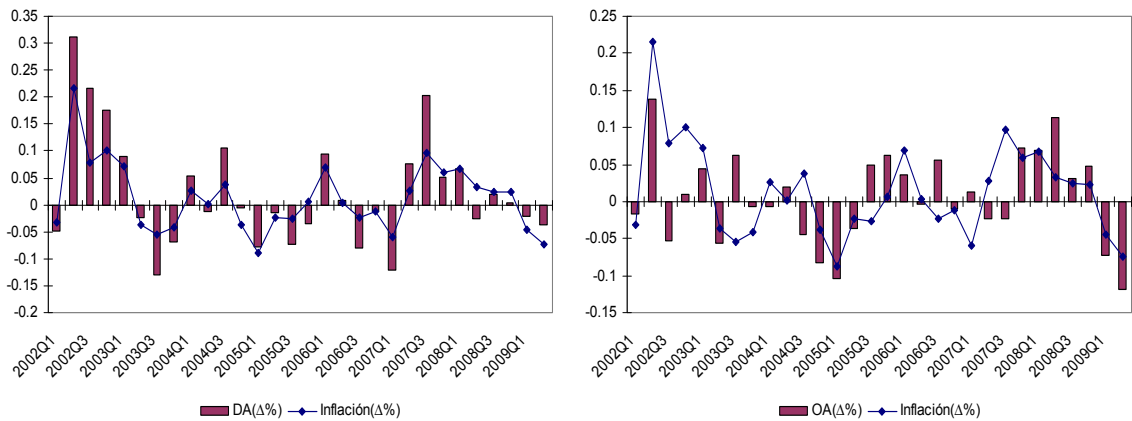 0.35
0.3
0.25
0.2
0.15
0.1
0.05
0
-0.05
-0.1
-0.15
-0.2
2002Q1
2002Q3
2003Q1
2003Q3
2004Q1
2004Q3
2005Q1
2005Q3
2006Q1
2006Q3
2007Q1
2007Q3
2008Q1
2008Q3
2009Q1
DA(Δ%) Inflación(Δ%)
0.25
0.2
0.15
0.1
0.05
0
-0.05
-0.1
-0.15
2002Q1
2002Q3
2003Q1
2003Q3
2004Q1
2004Q3
2005Q1
2005Q3
2006Q1
2006Q3
2007Q1
2007Q3
2008Q1
2008Q3
2009Q1
OA(Δ%) Inflación(Δ%)